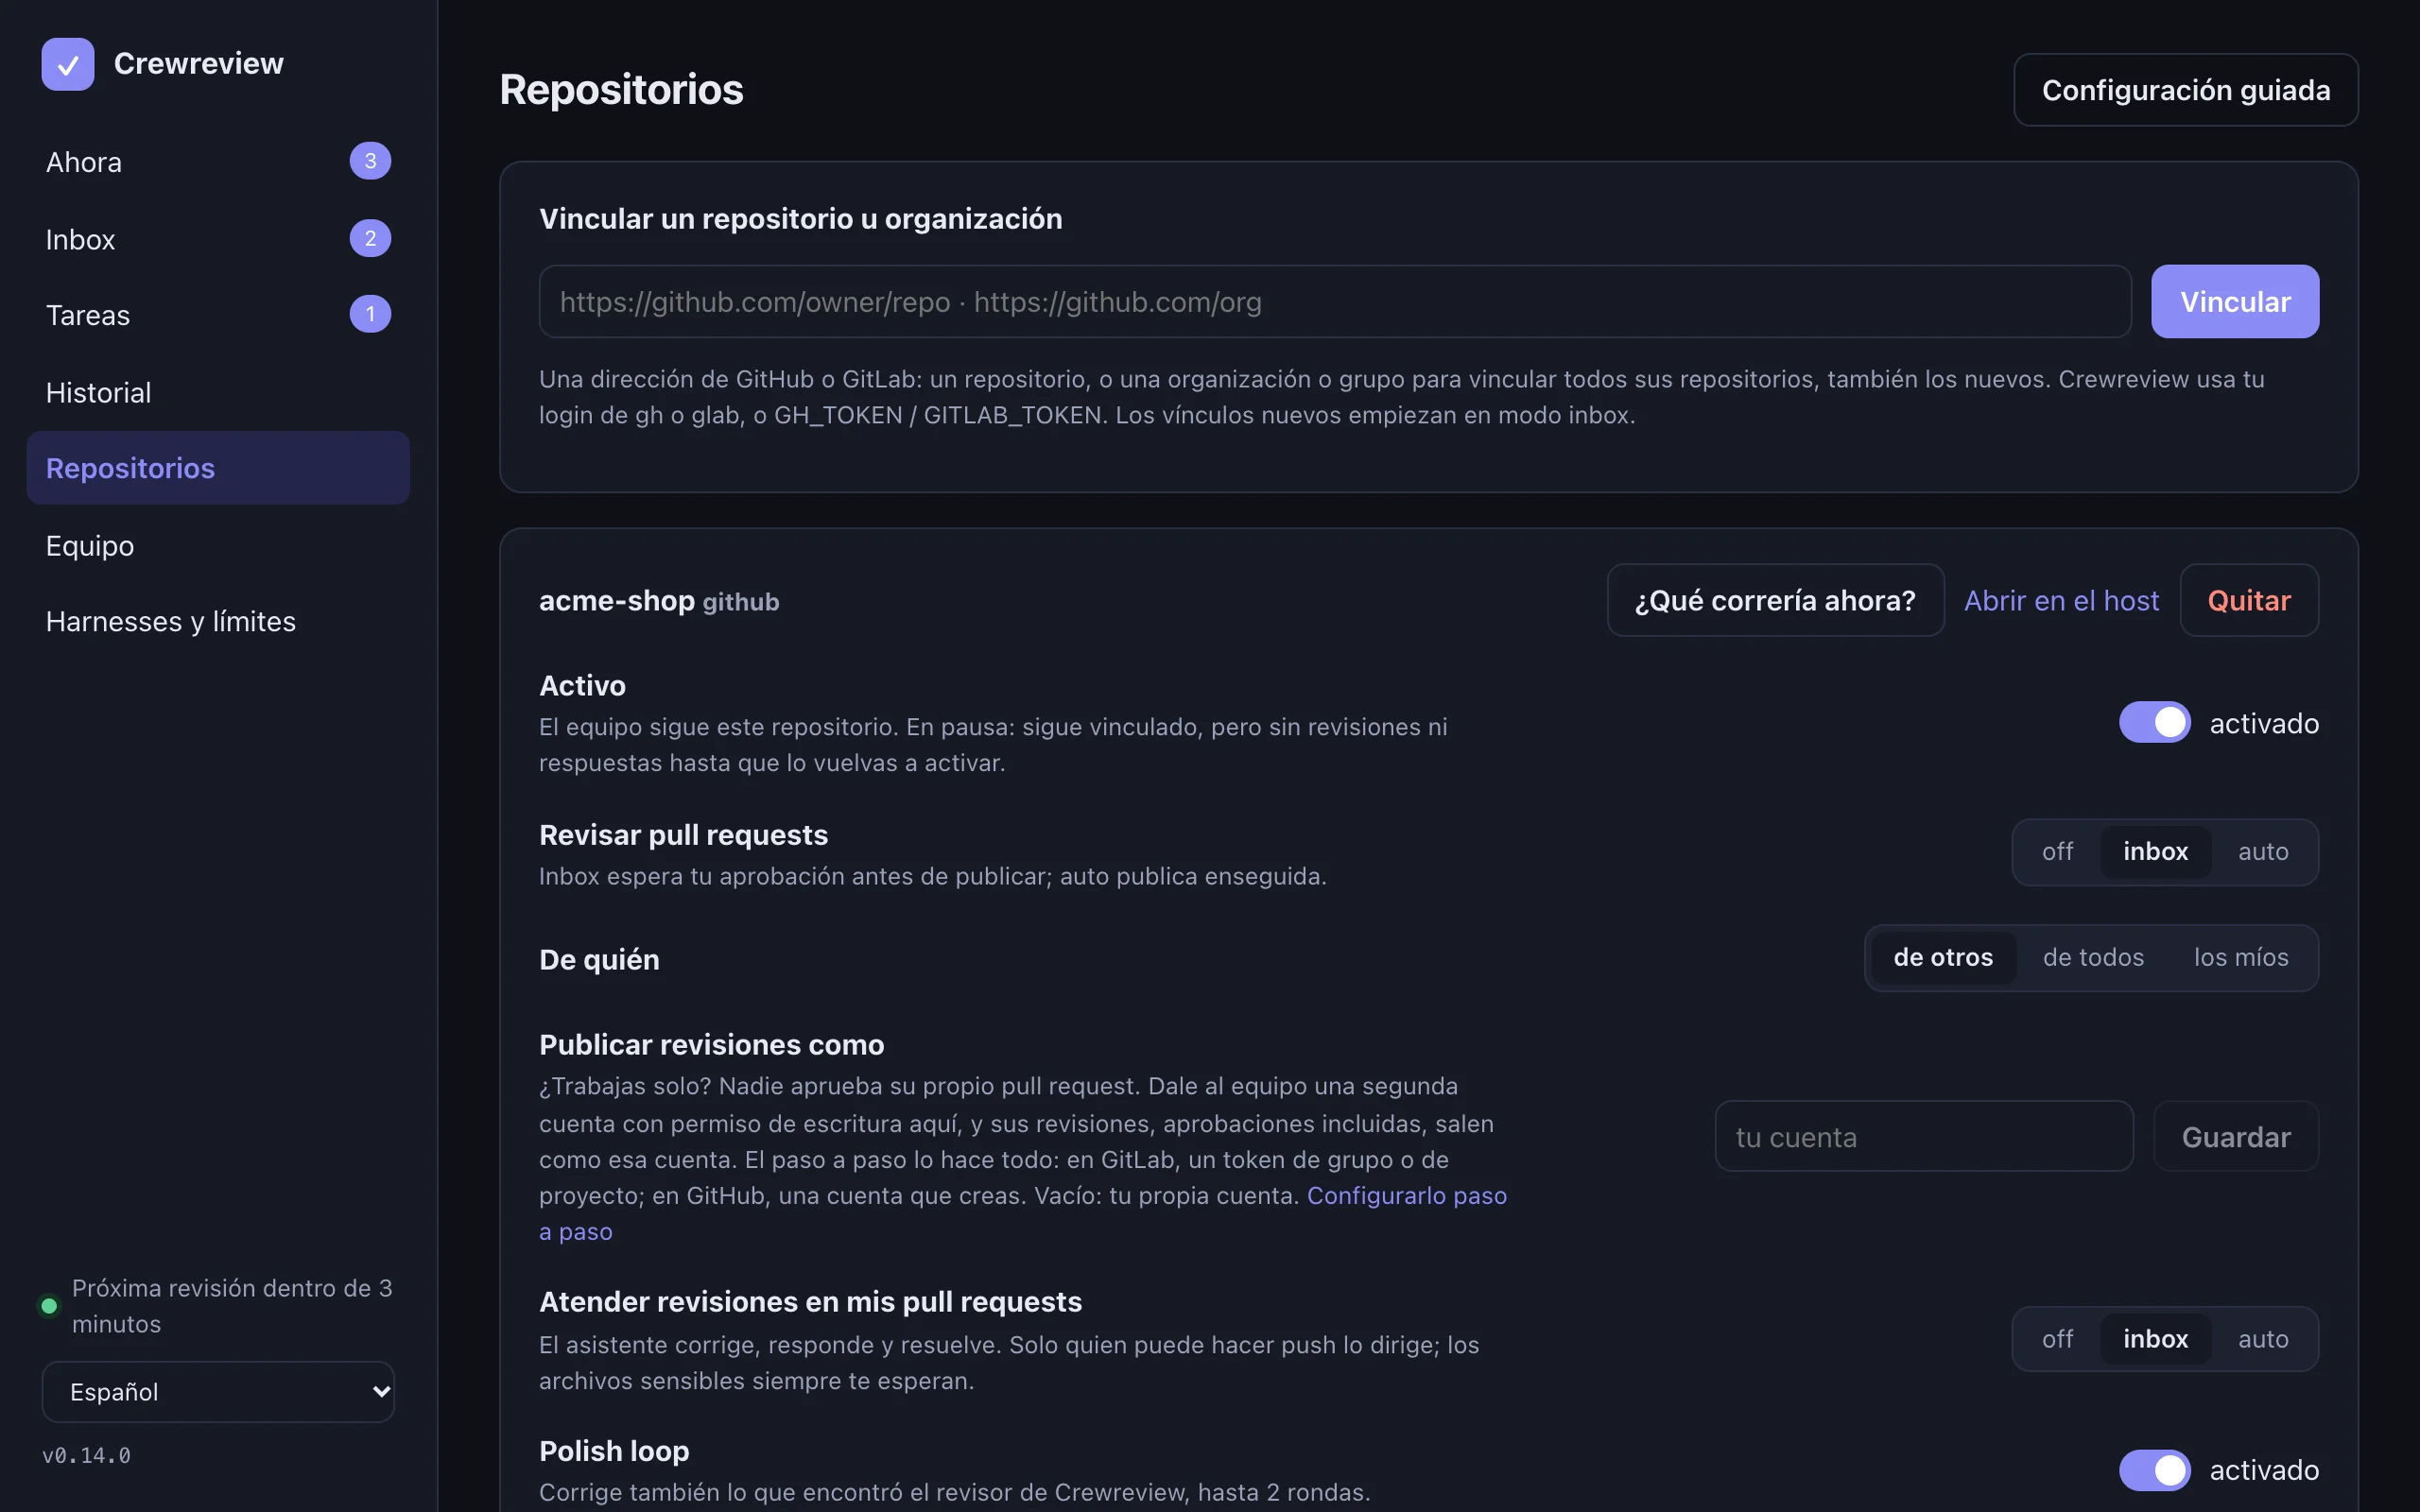 Crewreview
Ahora 3
Inbox 2
Tareas 1
Historial
Repositorios
Equipo
Harnesses y límites
Próxima revisión dentro de 3
minutos
Español
v0.14.0
Repositorios
Configuración guiada
Vincular un repositorio u organización
https://github.com/owner/repo · https://github.com/org
Vincular
Una dirección de GitHub o GitLab: un repositorio, o una organización o grupo para vincular todos sus repositorios, también los nuevos. Crewreview usa tu
login de gh o glab, o GH_TOKEN / GITLAB_TOKEN. Los vínculos nuevos empiezan en modo inbox.
acme-shop github
¿Qué correría ahora?
Abrir en el host
Quitar
Activo
El equipo sigue este repositorio. En pausa: sigue vinculado, pero sin revisiones ni
respuestas hasta que lo vuelvas a activar.
activado
Revisar pull requests
Inbox espera tu aprobación antes de publicar; auto publica enseguida.
off inbox auto
De quién
de otros de todos los míos
Publicar revisiones como
¿Trabajas solo? Nadie aprueba su propio pull request. Dale al equipo una segunda
cuenta con permiso de escritura aquí, y sus revisiones, aprobaciones incluidas, salen
como esa cuenta. El paso a paso lo hace todo: en GitLab, un token de grupo o de
proyecto; en GitHub, una cuenta que creas. Vacío: tu propia cuenta. Configurarlo paso
a paso
tu cuenta
Guardar
Atender revisiones en mis pull requests
El asistente corrige, responde y resuelve. Solo quien puede hacer push lo dirige; los
archivos sensibles siempre te esperan.
off inbox auto
Polish loop
Corrige también lo que encontró el revisor de Crewreview, hasta 2 rondas.
activado